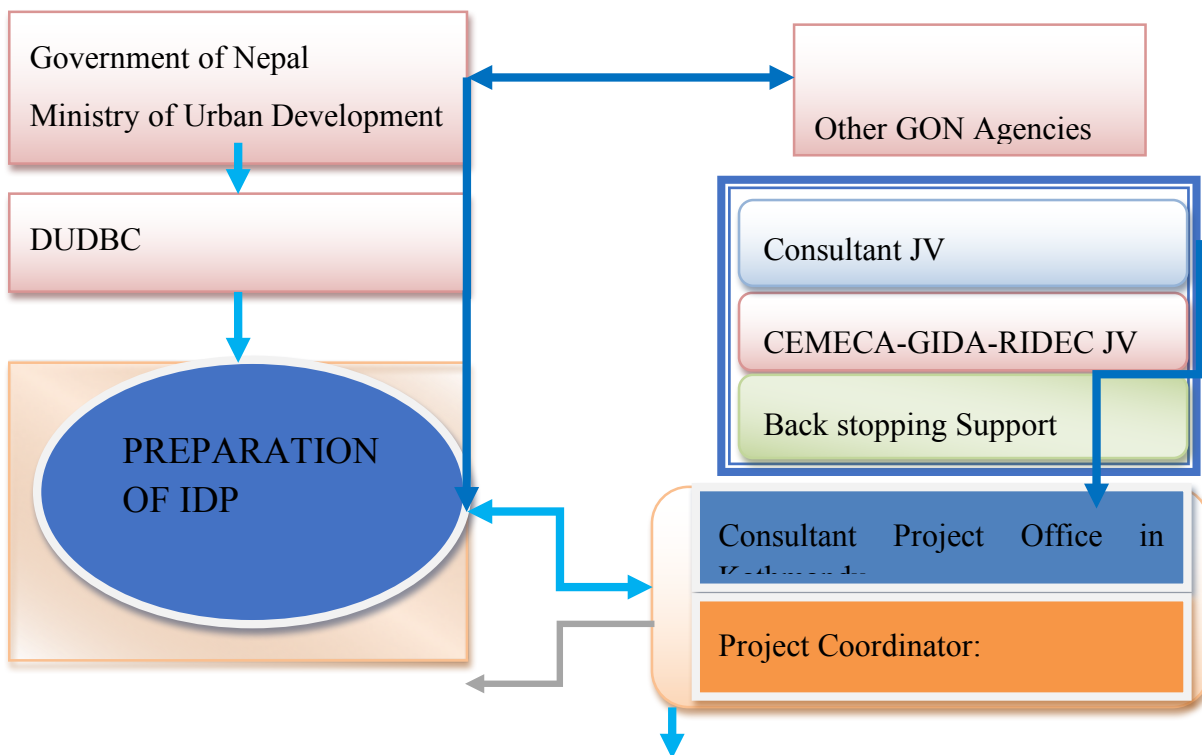 Government of Nepal
Ministry of Urban Development
Other GON Agencies
DUDBC
Consultant JV
CEMECA-GIDA-RIDEC JV
Back stopping Support
PREPARATION
OF IDP
Consultant Project Office in
Project Coordinator: